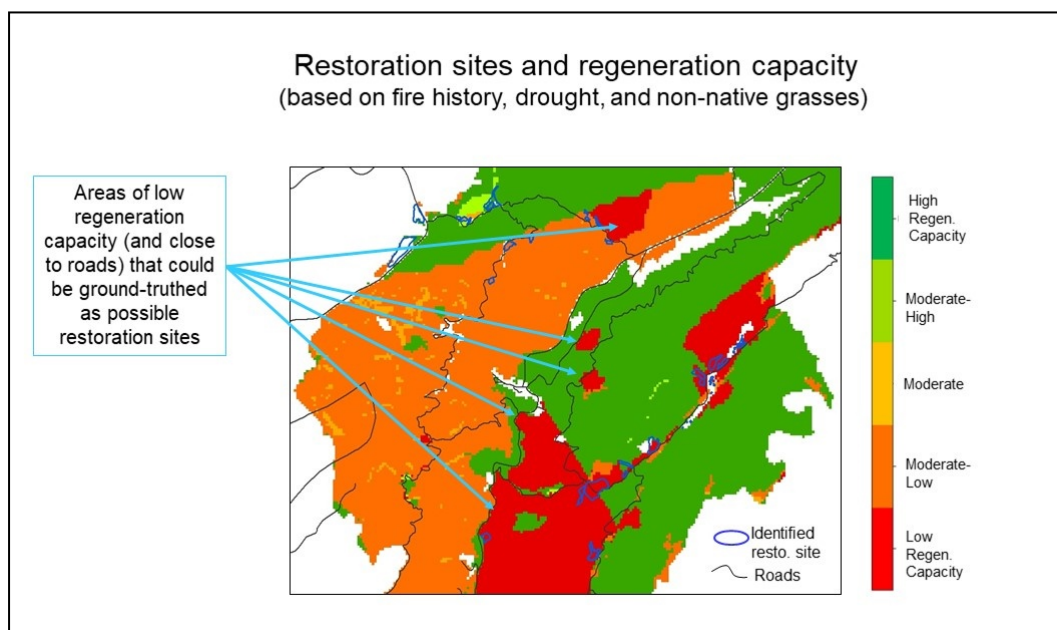 Restoration sites and regeneration capacity
(based on fire history, drought, and non-native grasses)
Areas of low
regeneration
capacity (and close
to roads) that could
be ground-truthed
as possible
restoration sites
High
Regen.
Capacity
Moderate-
High
Moderate
Moderate-
Low
Low
Regen.
Capacity
Identified
resto. site
Roads